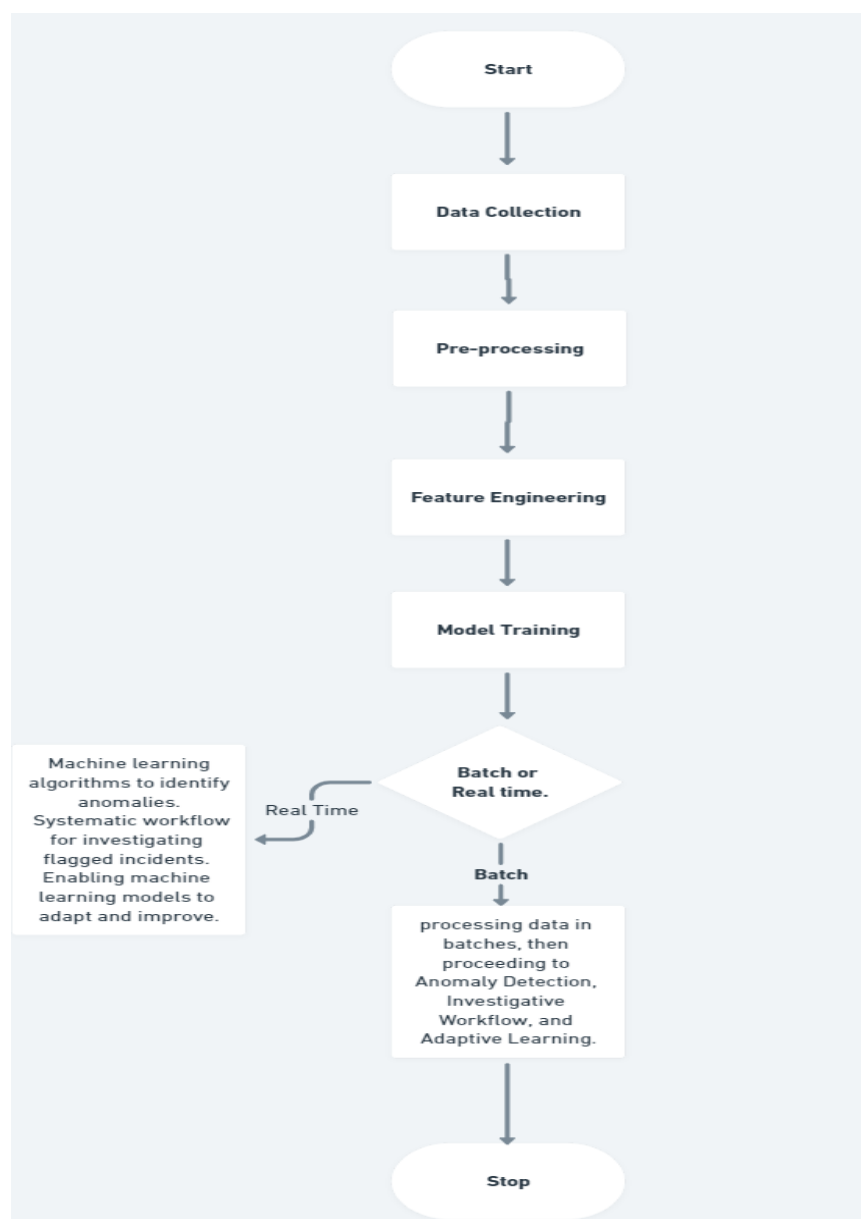 Start
Data Collection
Pre-processing
Feature Engineering
Model Training
Batch or
Real time.
Real Time
Machine learning
algorithms to identify
anomalies.
Systematic workflow
for investigating
flagged incidents.
Enabling machine
learning models to
adapt and improve.
Batch
processing data in
batches, then
proceeding to
Anomaly Detection,
Investigative
Workflow, and
Adaptive Learning.
Stop